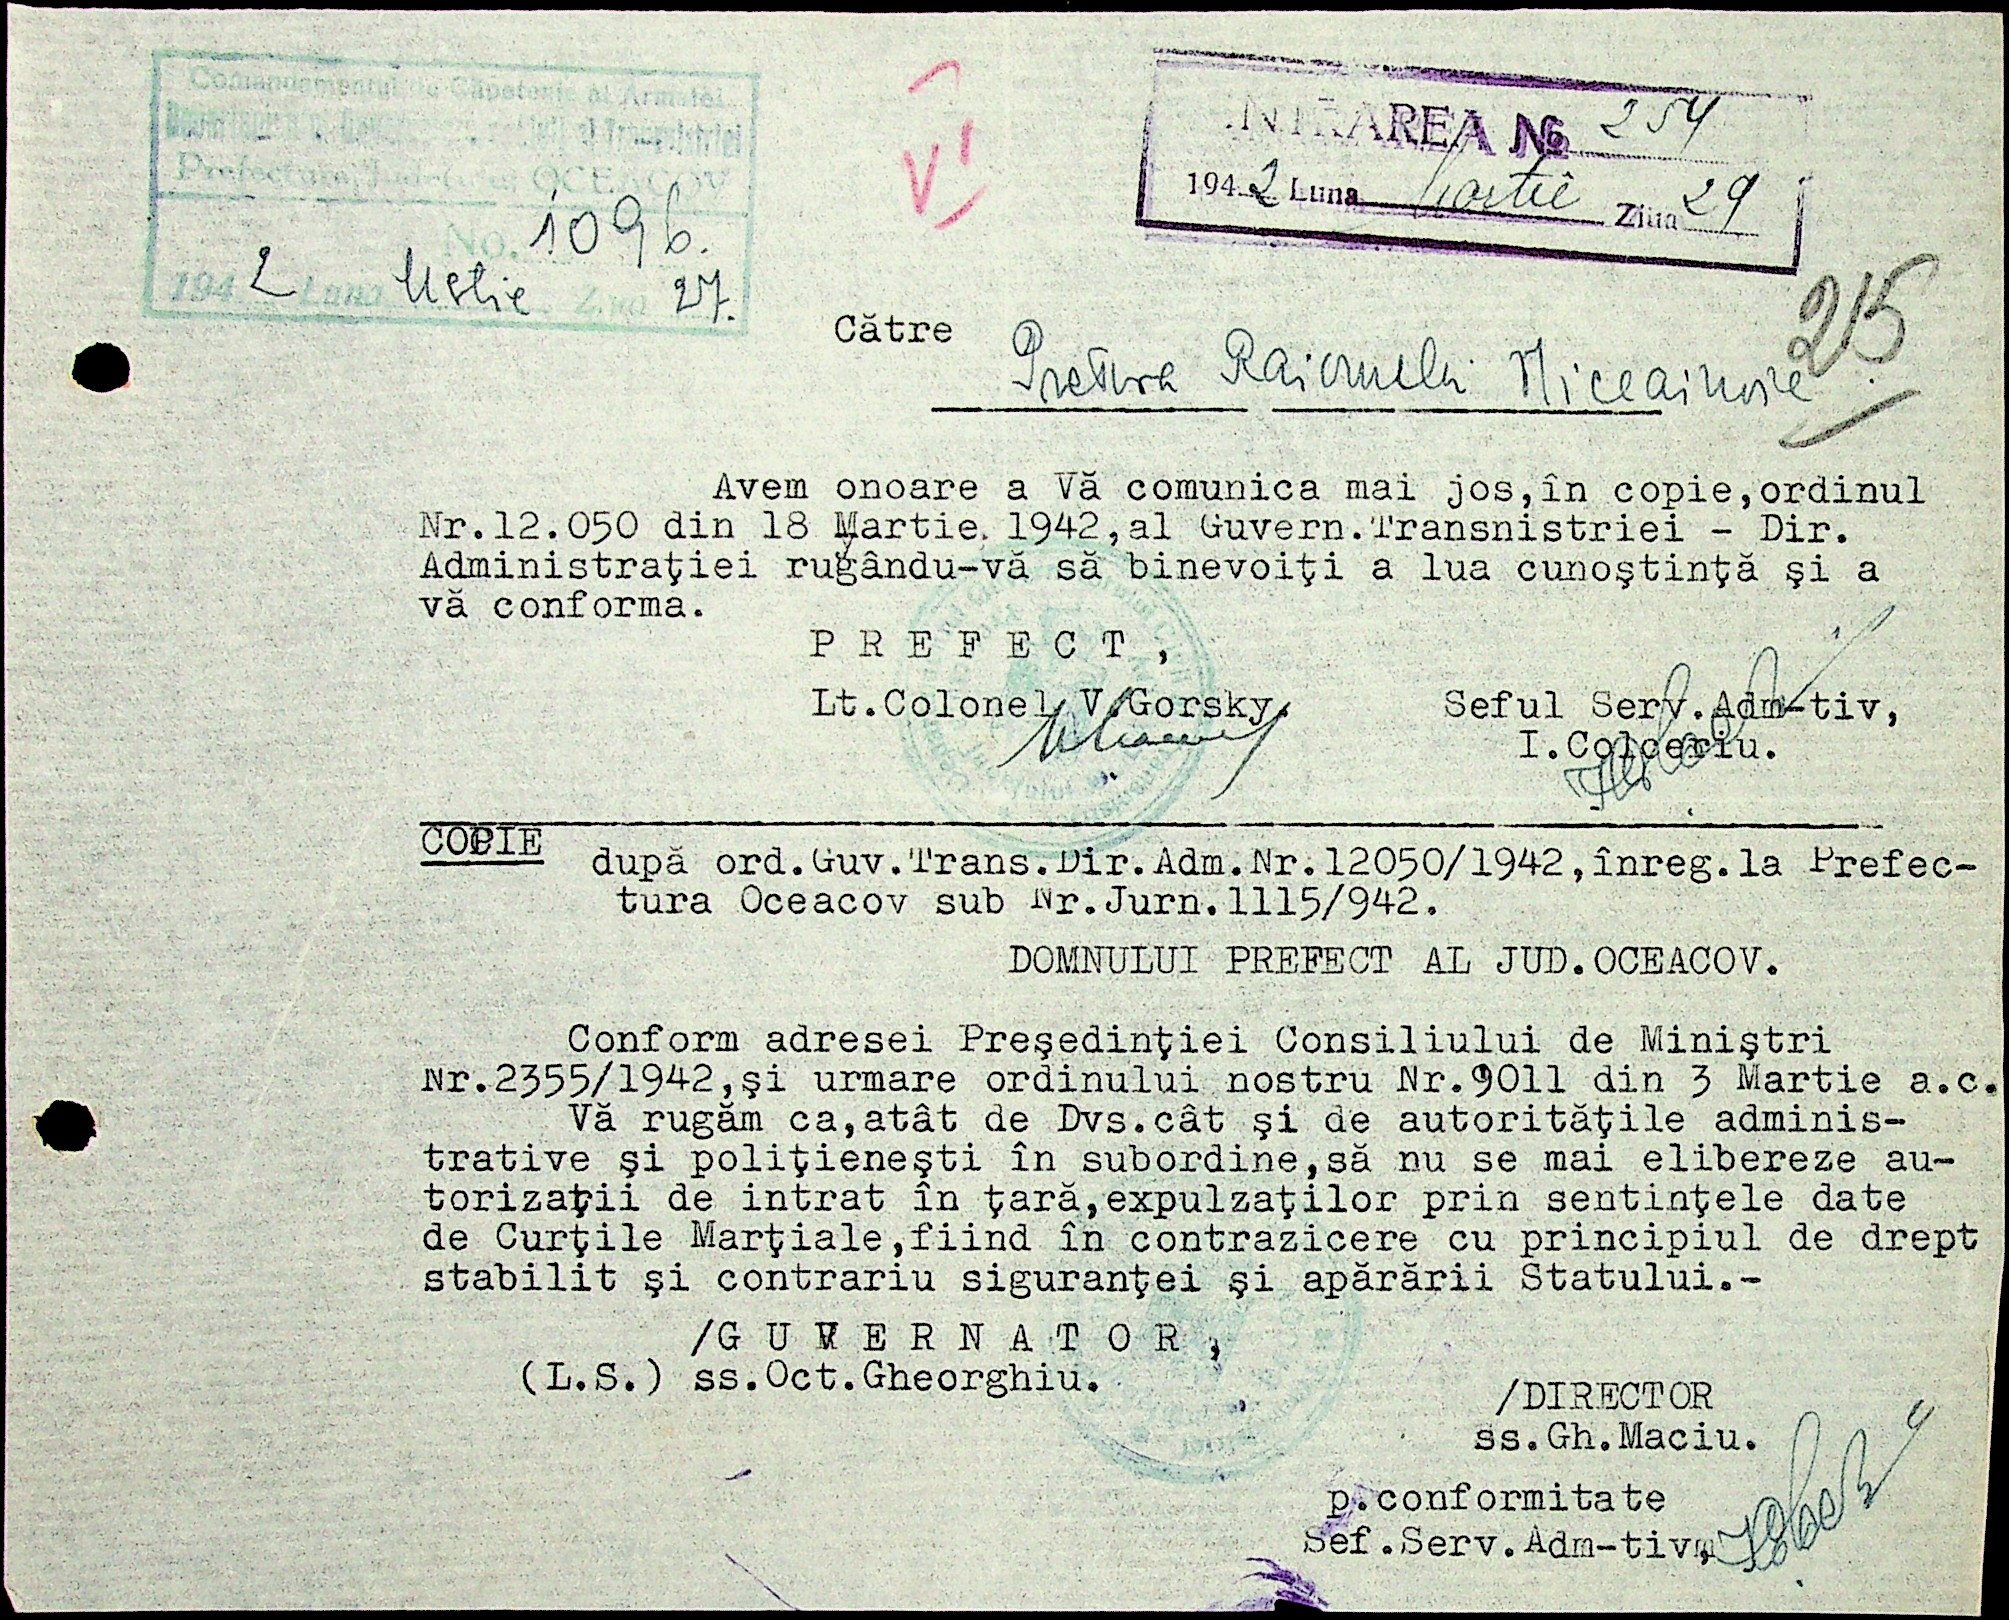 Comandamentul de Căpetenie al Armatei
Prefectura Județului OCEACOV
No. 1096.
1942 Luna Martie Ziua 27.
INTRAREA № 254
1942 Luna Martie Ziua 29
VI
215
Către Pretura Raionului
Avem onoare a Vă comunica mai jos,în copie,ordinul
Nr.12.050 din 18 Martie 1942,al Guvern.Transnistriei - Dir.
Administraţiei rugându-vă să binevoiţi a lua cunoştinţă şi a
vă conforma.
P R E F E C T ,
Lt.Colonel V.Gorsky.
Seful Serv.Adm-tiv,
I.Colceriu.
COPIE
după ord.Guv.Trans.Dir.Adm.Nr.12050/1942,înreg.la Prefec-
tura Oceacov sub Nr.Jurn.1115/942.
DOMNULUI PREFECT AL JUD.OCEACOV.
Conform adresei Preşedinţiei Consiliului de Miniştri
Nr.2355/1942,şi urmare ordinului nostru Nr.9011 din 3 Martie a.c.
Vă rugăm ca,atât de Dvs.cât şi de autorităţile adminis-
trative şi poliţieneşti în subordine,să nu se mai elibereze au-
torizaţii de intrat în ţară,expulzaţilor prin sentinţele date
de Curţile Marţiale,fiind în contrazicere cu principiul de drept
stabilit şi contrariu siguranţei şi apărării Statului.-
/G U V E R N A T O R ,
(L.S.) ss.Oct.Gheorghiu.
/DIRECTOR
ss.Gh.Maciu.
p.conformitate
Sef.Serv.Adm-tiv,